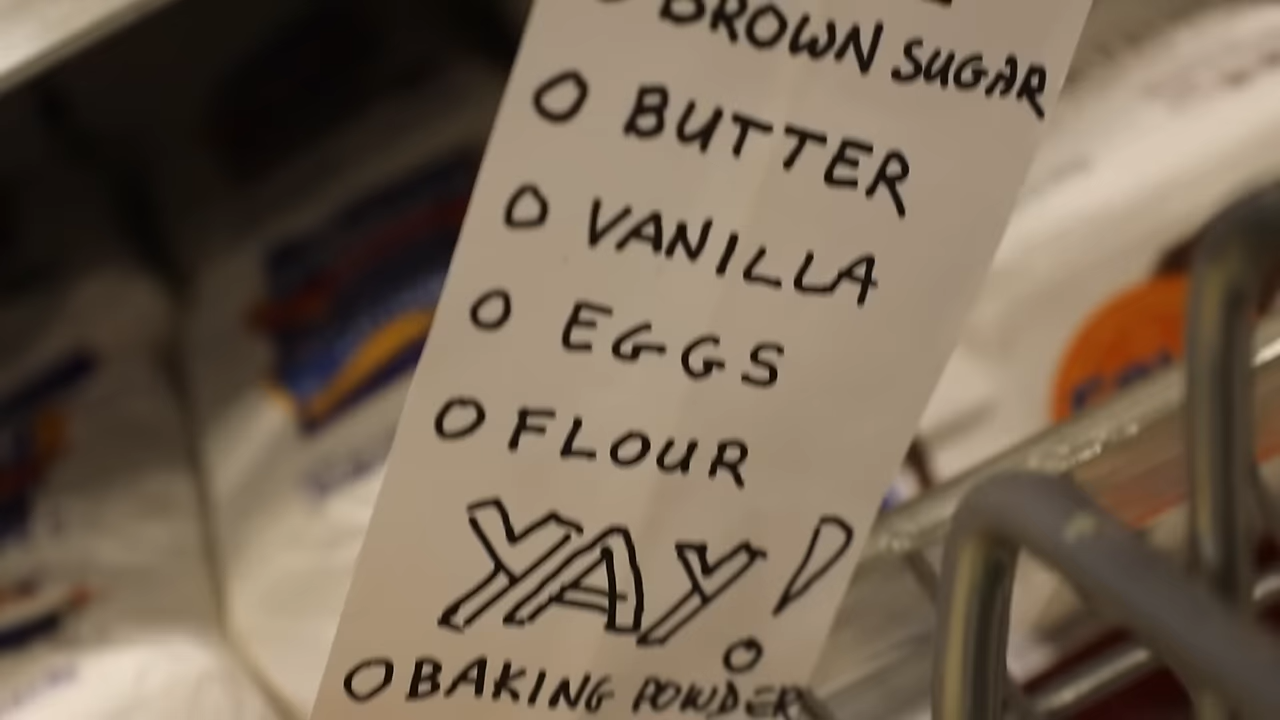 BROWN SUGAR
O BUTTER
O VANILLA
O EGGS
O FLOUR
YAY!
O BAKING POWDER